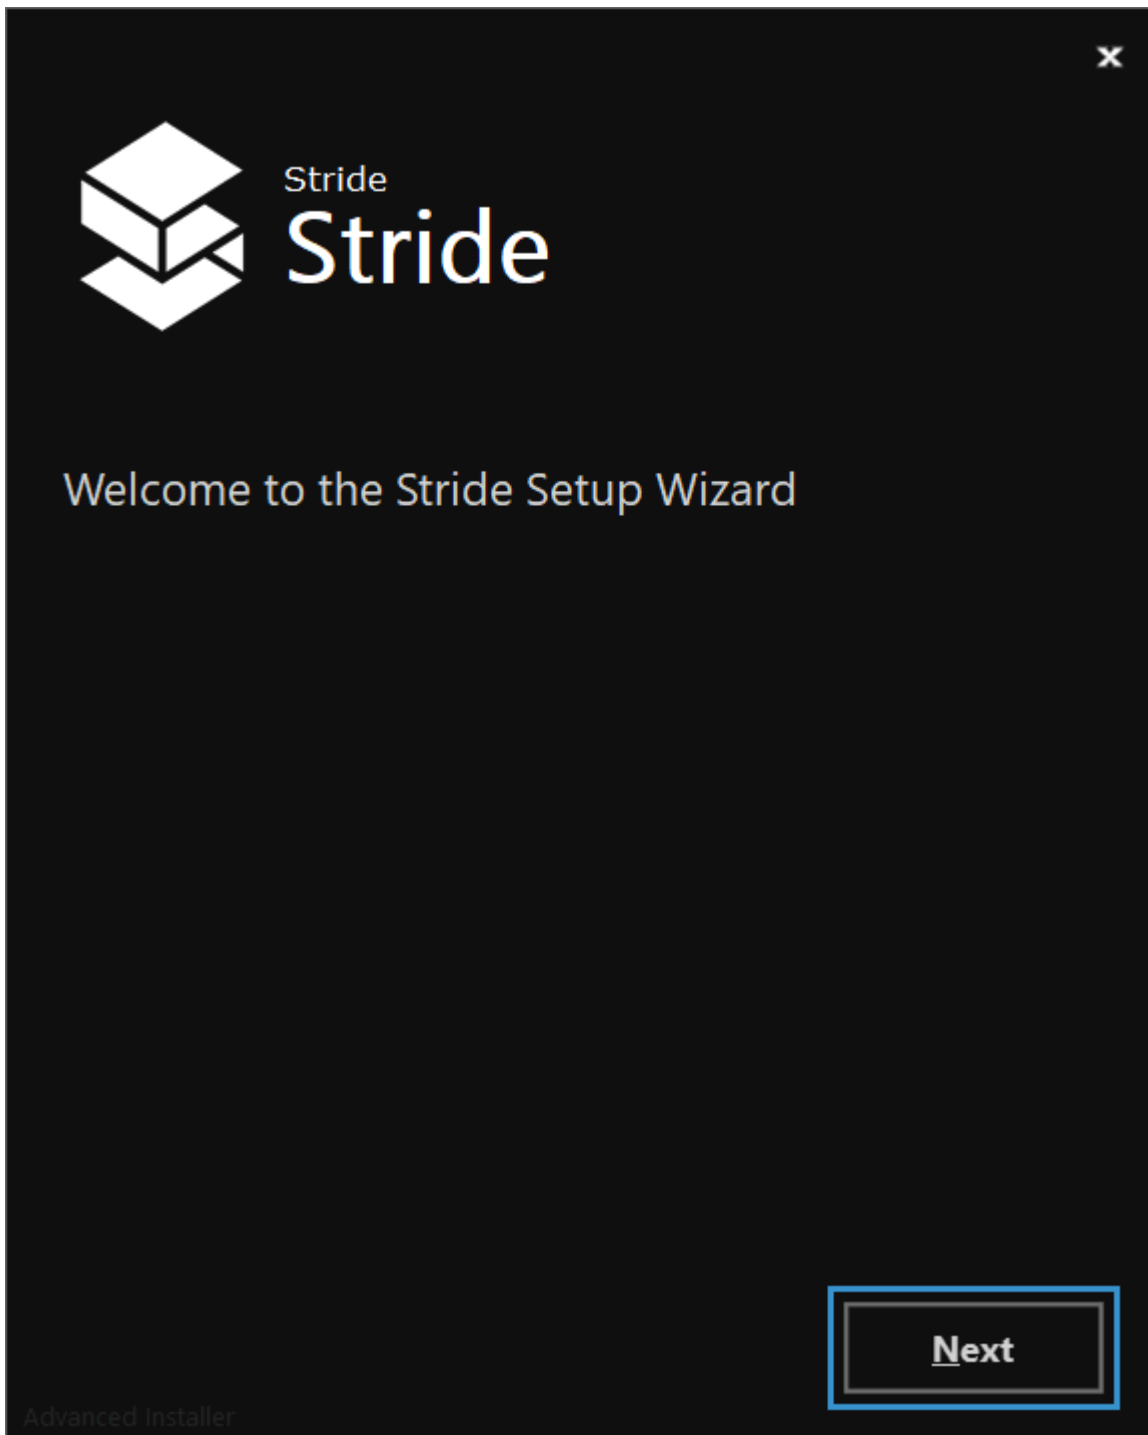 x
Stride
Stride
Welcome to the Stride Setup Wizard
Next
Advanced Installer